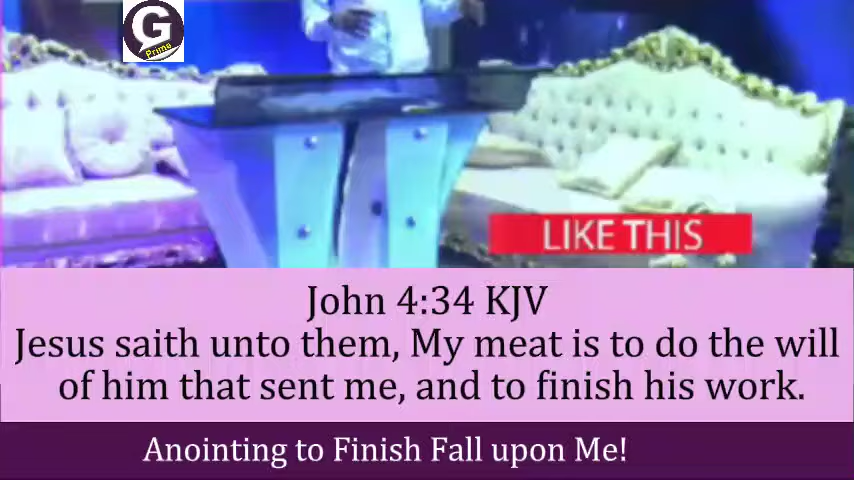 G
Prime
LIKE THIS
John 4:34 KJV
Jesus saith unto them, My meat is to do the will
of him that sent me, and to finish his work.
Anointing to Finish Fall upon Me!